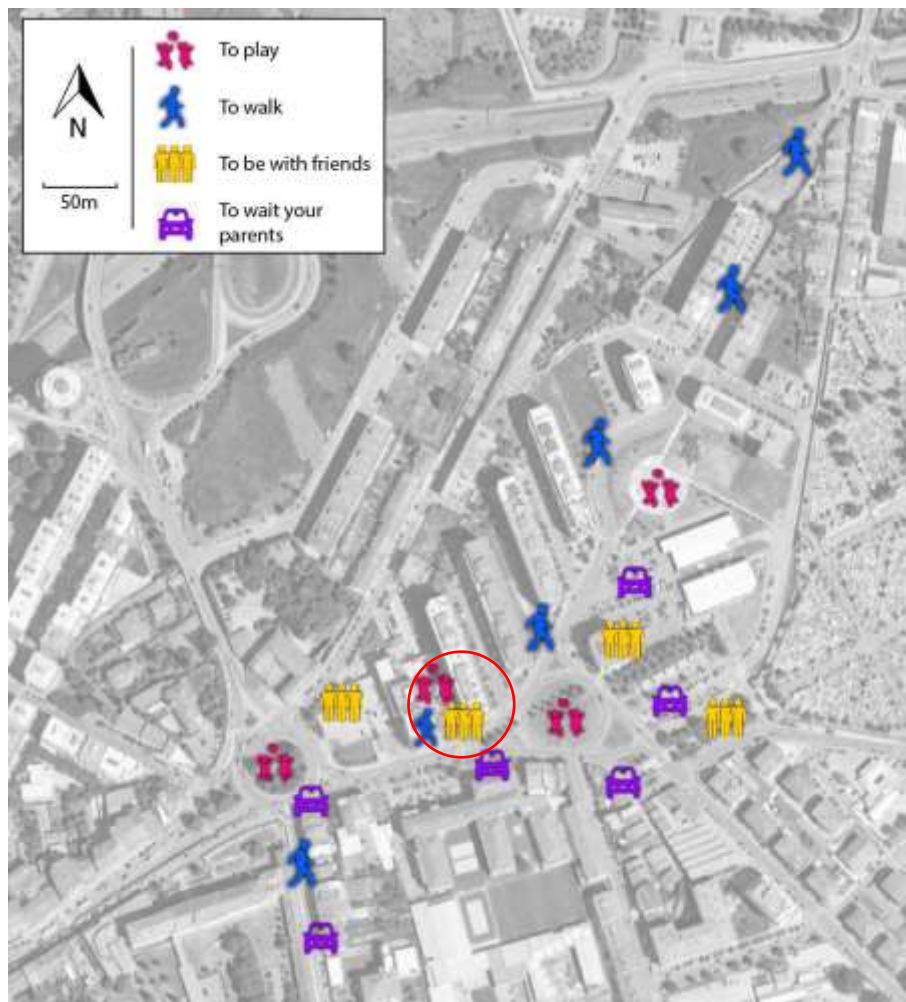 To play
To walk
N
To be with friends
50m
To wait your
parents